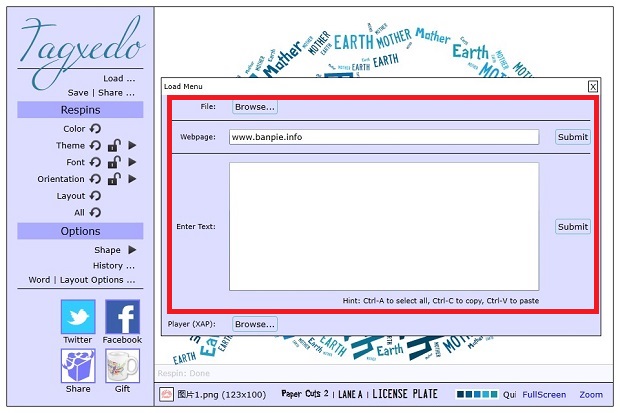 Tagxedo
Load ...
Save | Share ...
Respins
Color
Theme
Font
Orientation
Layout
All
Options
Shape
History ...
Word | Layout Options ...
Twitter
Facebook
Share
Gift
MOTHER
EARTH
MOTHER
Mother
Earth
EARTH
Mother
EARTH
Load Menu
X
File:
Browse...
Webpage:
www.banpie.info
Submit
Enter Text:
Submit
Hint: Ctrl-A to select all, Ctrl-C to copy, Ctrl-V to paste
Player (XAP):
Browse...
Earth
MOTHER
EARTH
Respin: Done
图片1.png (123x100)
Paper Cuts 2 | LANE A | LICENSE PLATE
Qui
FullScreen
Zoom